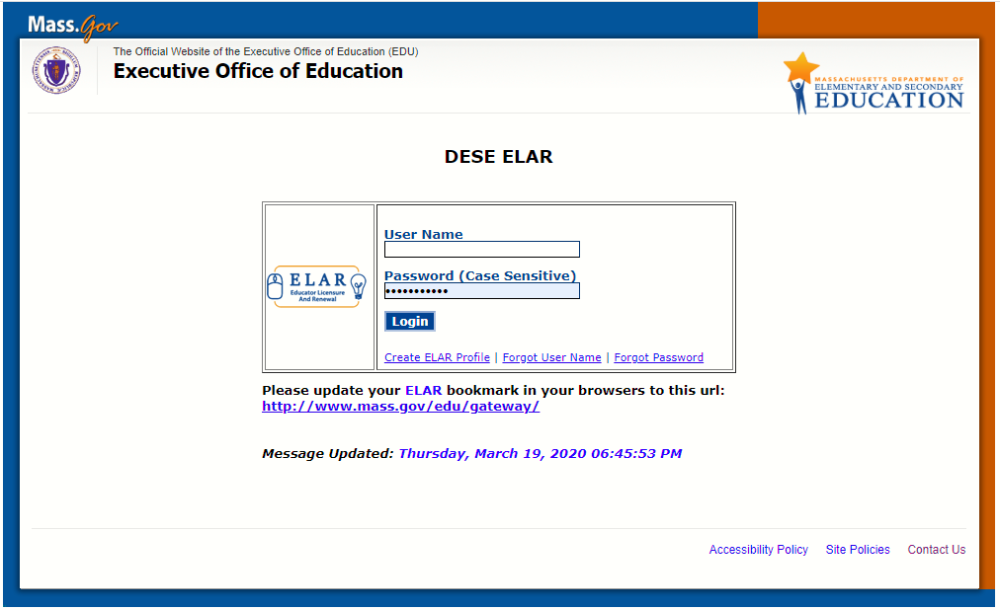 Mass.Gov
The Official Website of the Executive Office of Education (EDU)
Executive Office of Education
MASSACHUSETTS DEPARTMENT OF
ELEMENTARY AND SECONDARY
EDUCATION
DESE ELAR
ELAR
Educator Licensure
And Renewal
User Name
Password (Case Sensitive)
•••••••••••
Login
Create ELAR Profile | Forgot User Name | Forgot Password
Please update your ELAR bookmark in your browsers to this url:
http://www.mass.gov/edu/gateway/
Message Updated: Thursday, March 19, 2020 06:45:53 PM
Accessibility Policy Site Policies Contact Us